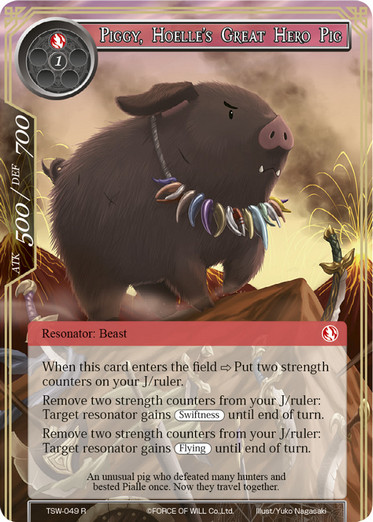 Piggy, Hoelle's Great Hero Pig
1
ATK 500 / DEF 700
Resonator: Beast
When this card enters the field ⇨ Put two strength
counters on your J/ruler.
Remove two strength counters from your J/ruler:
Target resonator gains Swiftness until end of turn.
Remove two strength counters from your J/ruler:
Target resonator gains Flying until end of turn.
An unusual pig who defeated many hunters and
bested Pialle once. Now they travel together.
TSW-049 R ©FORCE OF WILL Co.,Ltd. Illust/Yuko Nagasaki